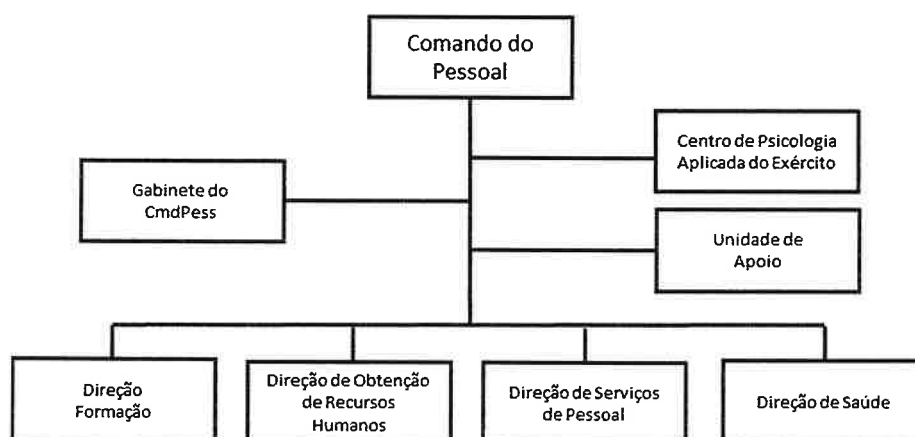 Comando do
Pessoal
Centro de Psicologia
Aplicada do Exército
Gabinete do
CmdPess
Unidade de
Apoio
Direção
Formação
Direção de Obtenção
de Recursos
Humanos
Direção de Serviços
de Pessoal
Direção de Saúde